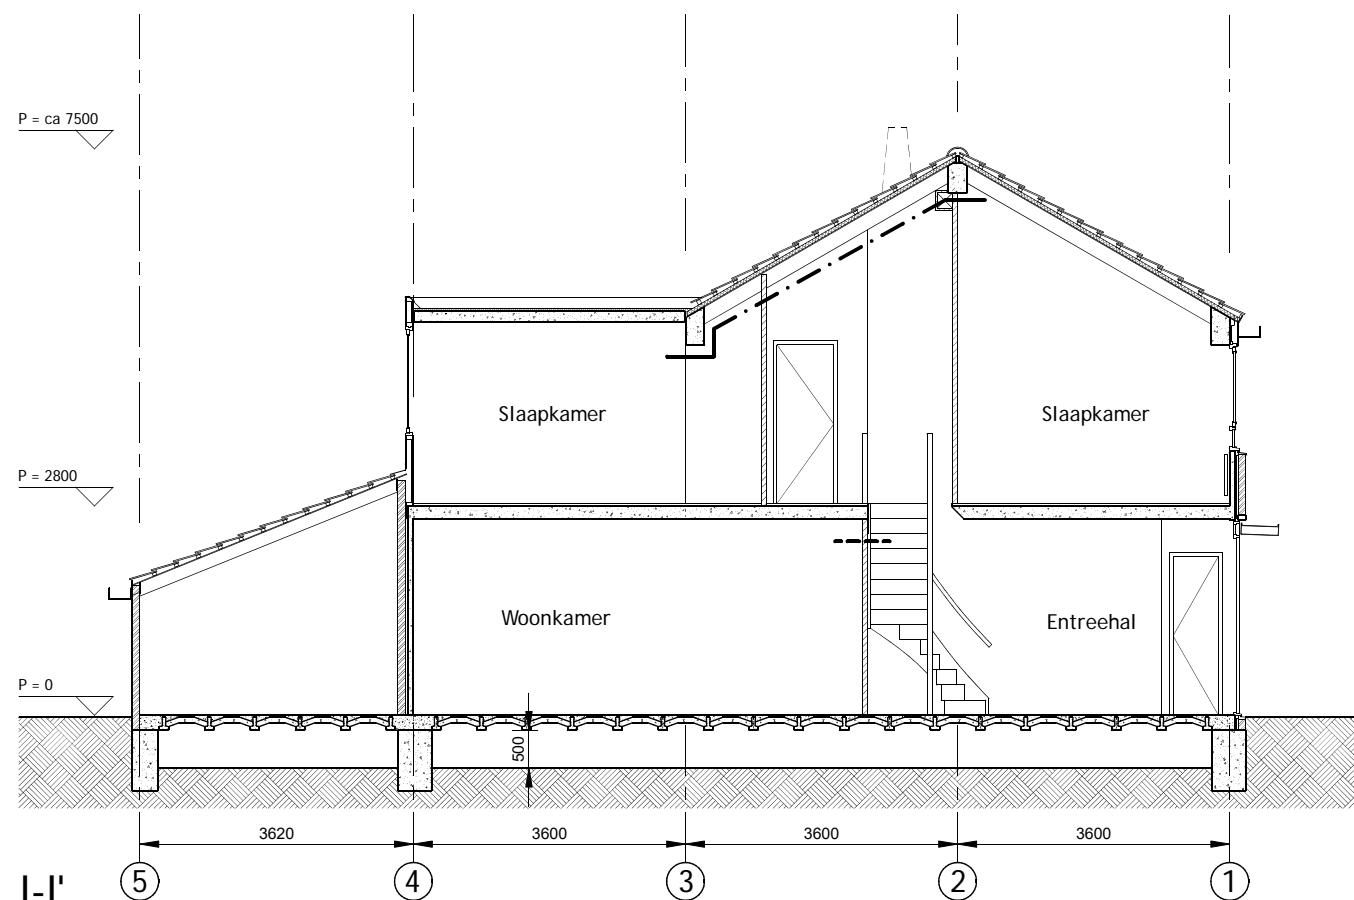 P = ca 7500
Slaapkamer
Slaapkamer
P = 2800
Woonkamer
Entreehal
P = 0
500
3620
3600
3600
3600
I-I'
5
4
3
2
1